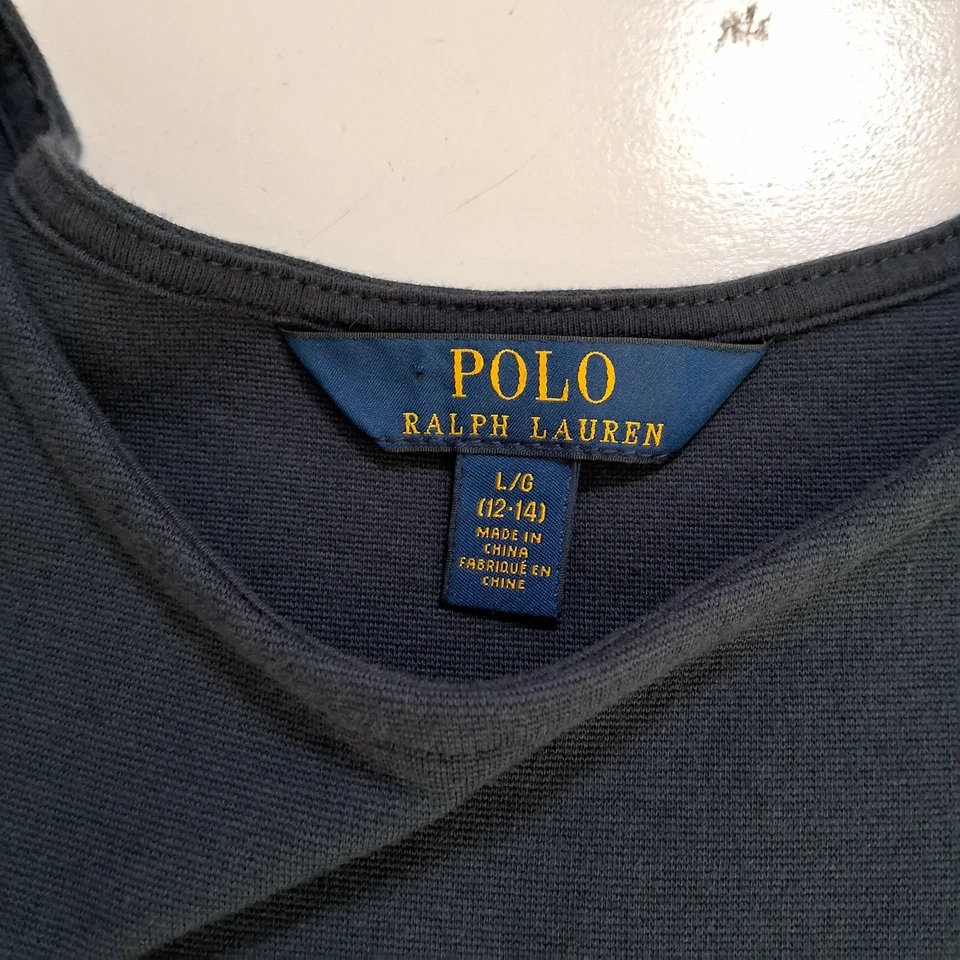 POLO
RALPH LAUREN
L/G
(12-14)
MADE IN
CHINA
FABRIQUÉ EN
CHINE